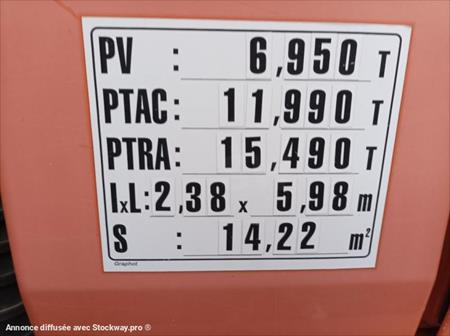 PV : 6,950 T
PTAC: 11,990 T
PTRA: 15,490 T
lxL: 2,38 x 5,98 m
S : 14,22 m²
Graphot
Annonce diffusée avec Stockway.pro ®